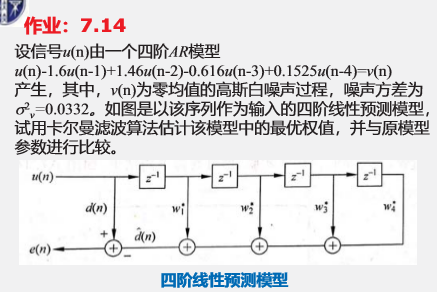 作业：7.14
设信号u(n)由一个四阶AR模型
u(n)-1.6u(n-1)+1.46u(n-2)-0.616u(n-3)+0.1525u(n-4)=v(n)
产生，其中，v(n)为零均值的高斯白噪声过程，噪声方差为
σ²ᵥ=0.0332。如图是以该序列作为输入的四阶线性预测模型，
试用卡尔曼滤波算法估计该模型中的最优权值，并与原模型
参数进行比较。
u(n) z⁻¹ z⁻¹ z⁻¹ z⁻¹
d(n) w₁* w₂* w₃* w₄*
+ d̂(n)
e(n) + − + + +
四阶线性预测模型